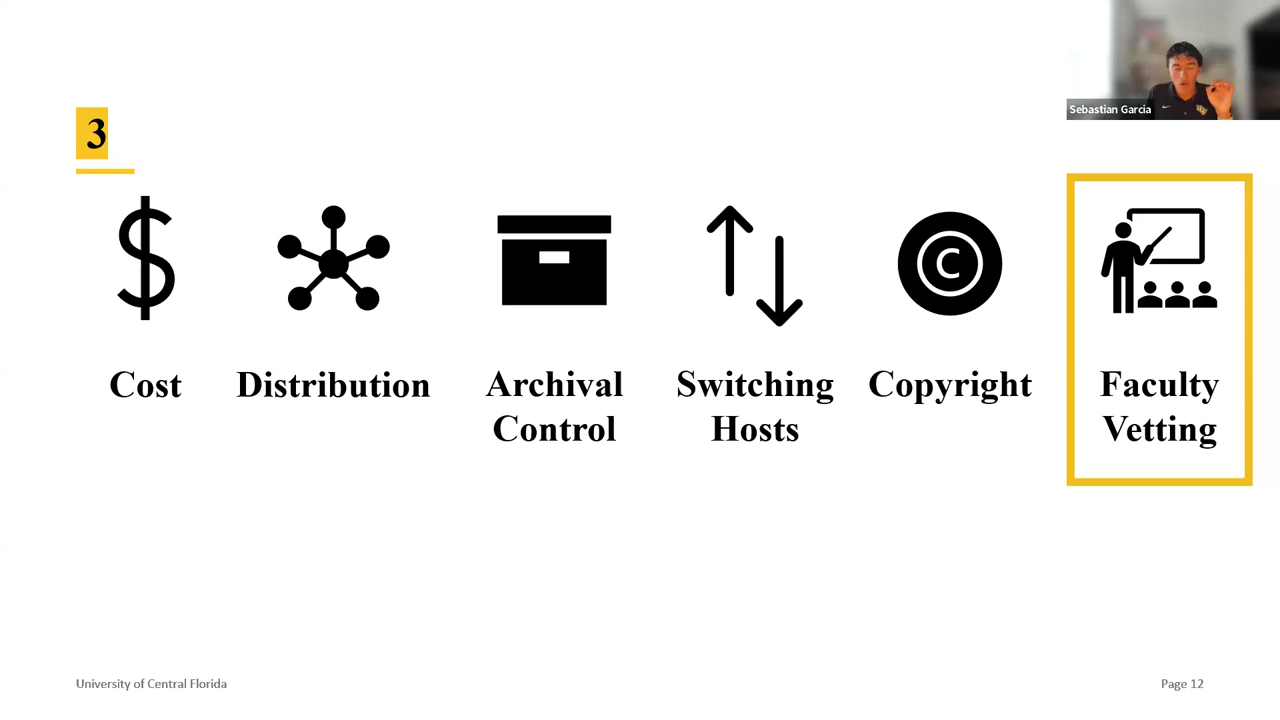 Sebastian Garcia
3
Cost
Distribution
Archival
Control
Switching
Hosts
C
Copyright
Faculty
Vetting
University of Central Florida
Page 12